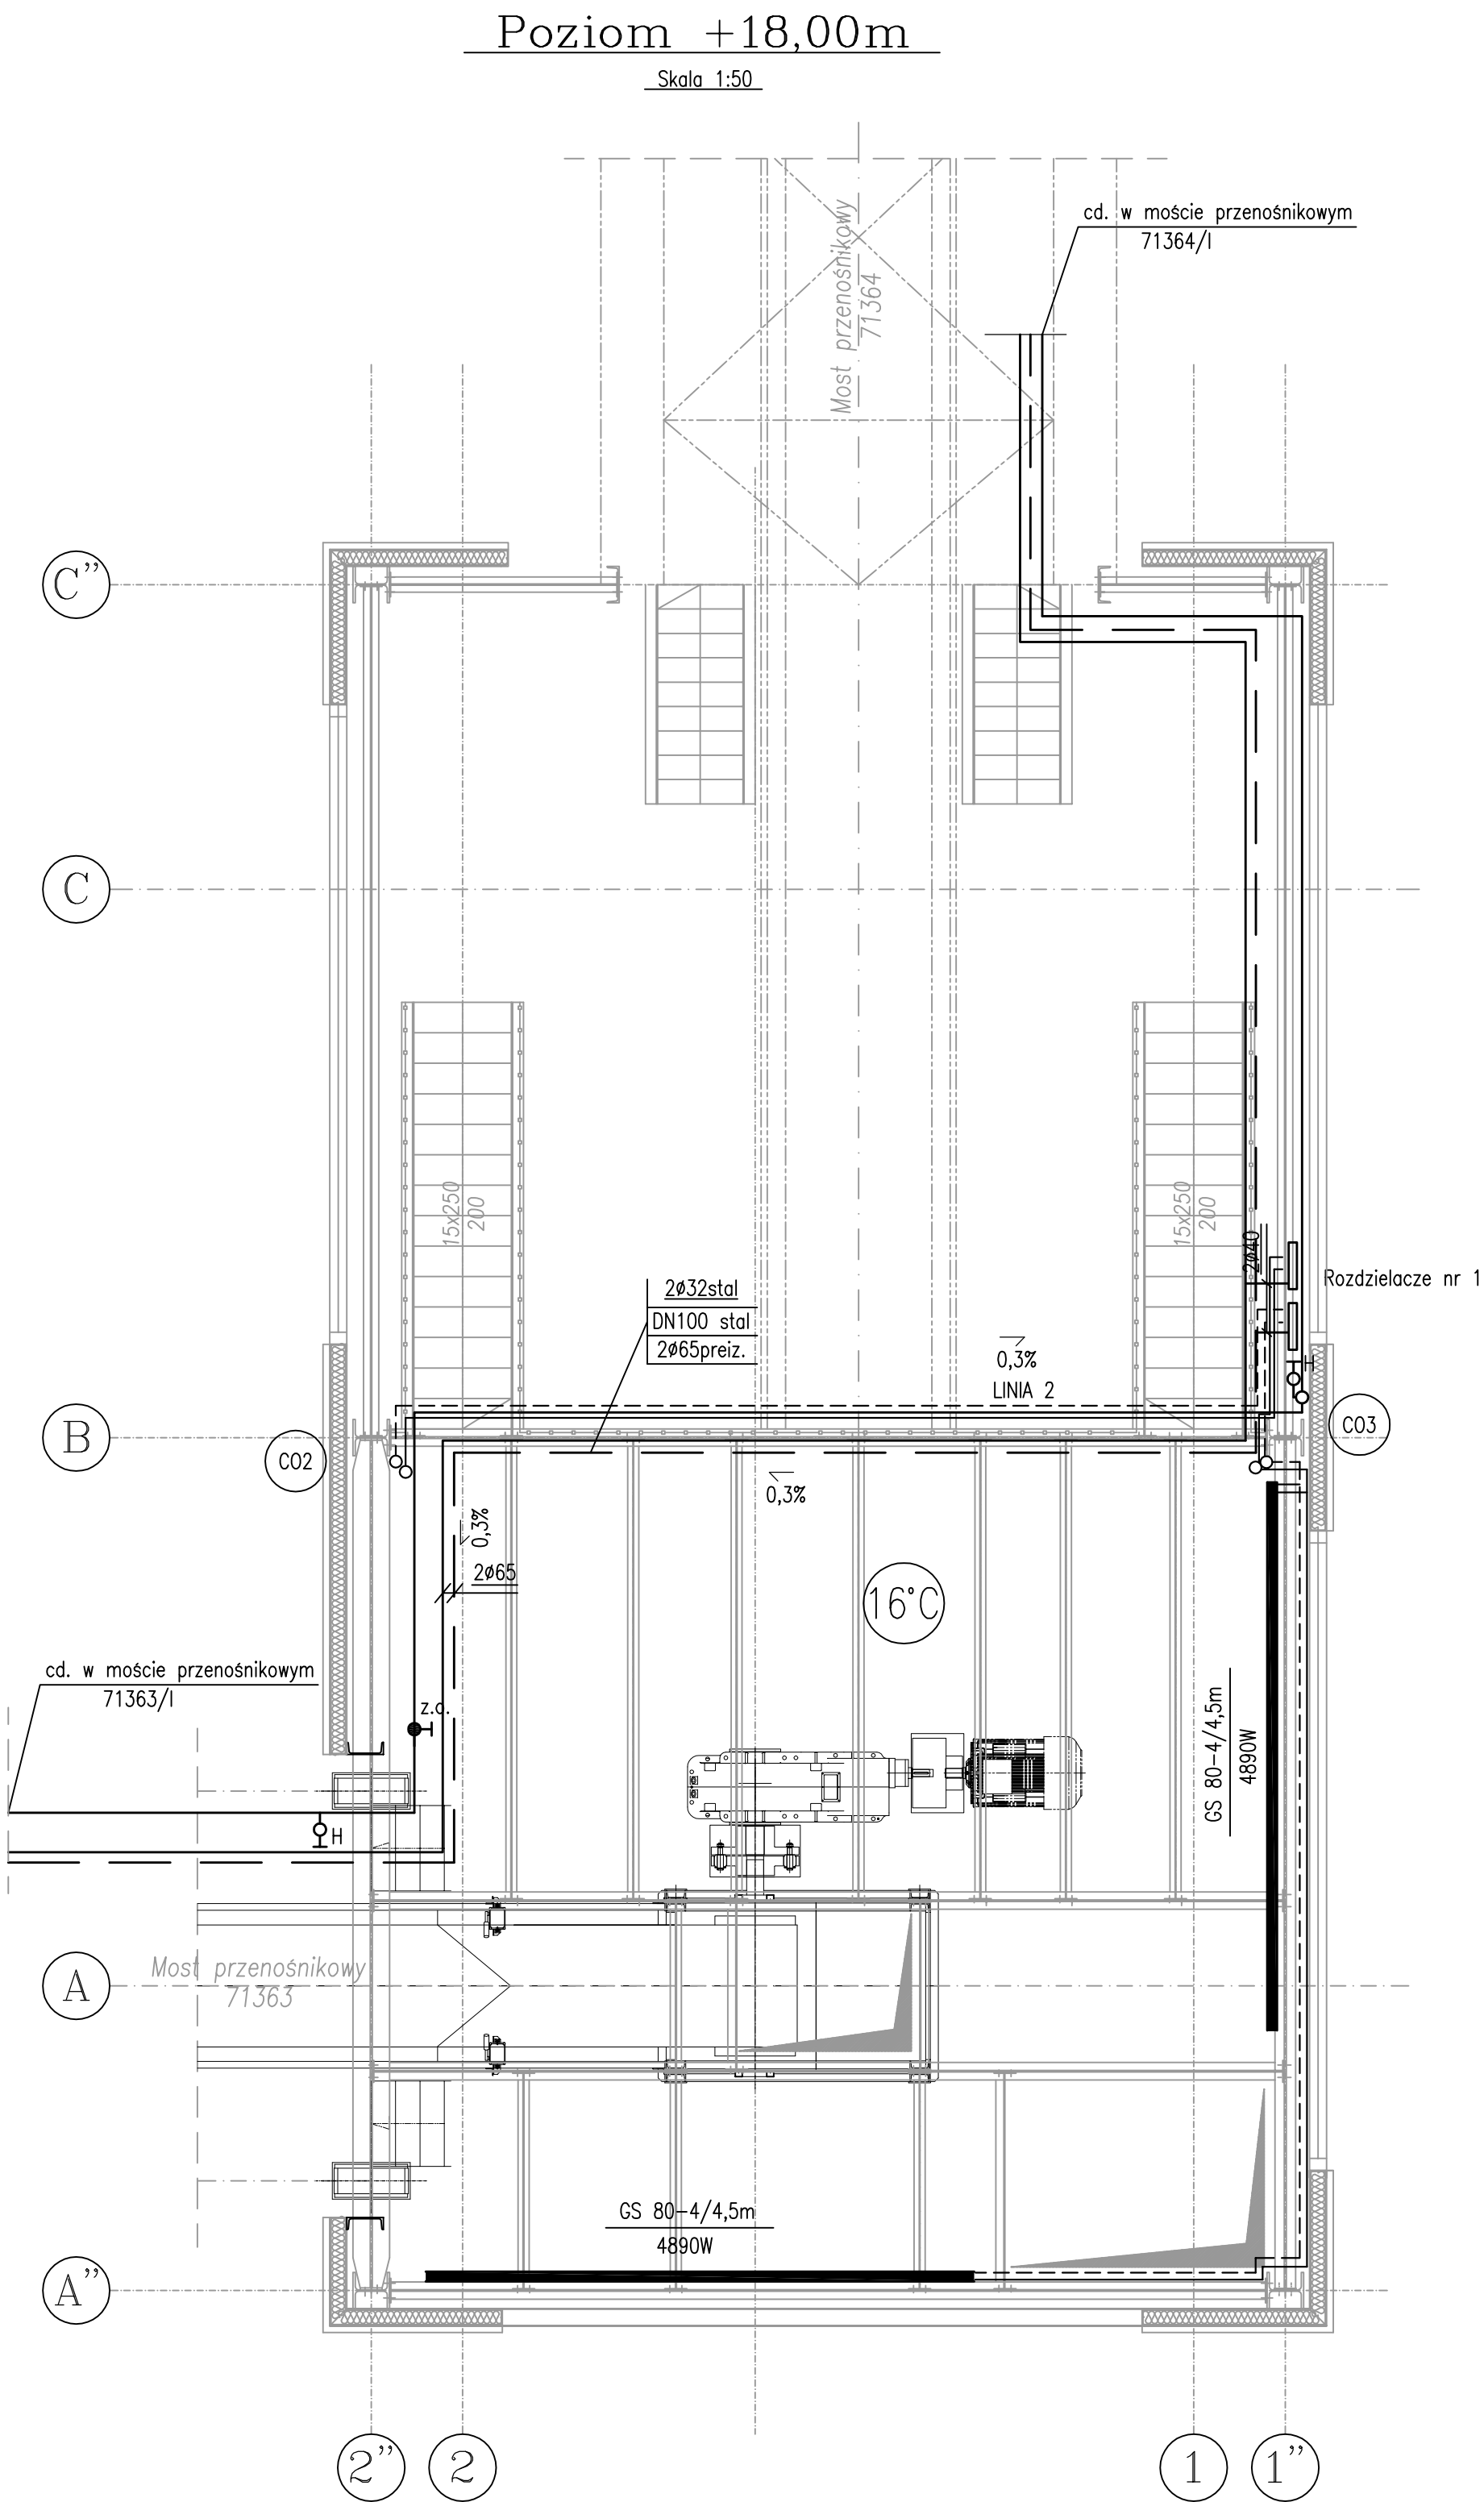 Poziom +18,00m
Skala 1:50
cd. w moście przenośnikowym
71364/I
Most przenośnikowy
71364
C"
C
15x250
200
15x250
200
2ø40
Rozdzielacze nr 1
2ø32stal
DN100 stal
2ø65preiz.
0,3%
LINIA 2
H
B
CO2
CO3
0,3%
0,3%
2ø65
16°C
cd. w moście przenośnikowym
71363/I
z.o.
GS 80-4/4,5m
4890W
H
Most przenośnikowy
71363
A
GS 80-4/4,5m
4890W
A"
2"
2
1
1"